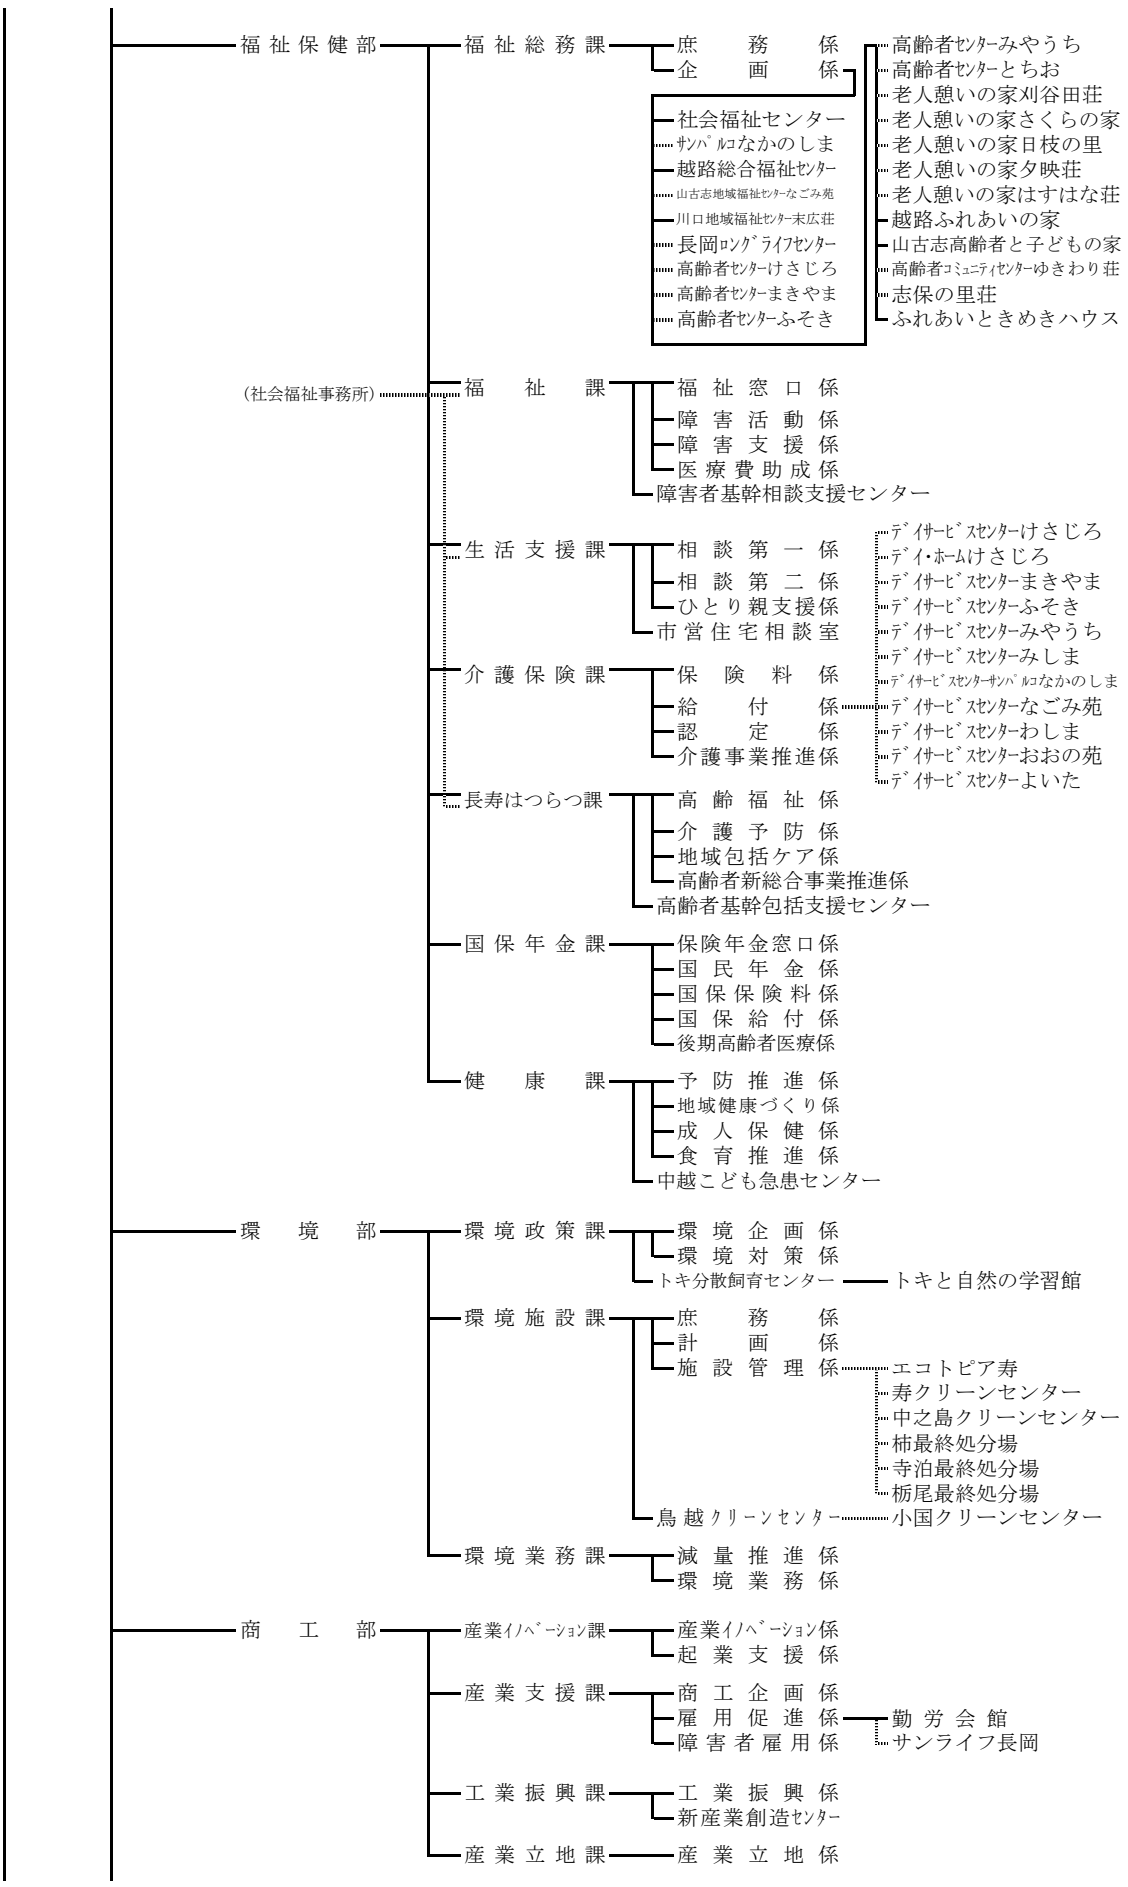 福祉保健部 福祉総務課 庶務係 高齢者センターみやうち
企画係 高齢者センターとちお
老人憩いの家刈谷田荘
社会福祉センター 老人憩いの家さくらの家
サンパルコなかのしま 老人憩いの家日枝の里
越路総合福祉センター 老人憩いの家夕映荘
山古志地域福祉センターなごみ苑 老人憩いの家はすはな荘
川口地域福祉センター末広荘 越路ふれあいの家
長岡ロングライフセンター 山古志高齢者と子どもの家
高齢者センターけさじろ 高齢者コミュニティセンターゆきわり荘
高齢者センターまきやま 志保の里荘
高齢者センターふそき ふれあいときめきハウス
(社会福祉事務所) 福祉課 福祉窓口係
障害活動係
障害支援係
医療費助成係
障害者基幹相談支援センター
デイサービスセンターけさじろ
生活支援課 相談第一係 デイ・ホームけさじろ
相談第二係 デイサービスセンターまきやま
ひとり親支援係 デイサービスセンターふそき
市営住宅相談室 デイサービスセンターみやうち
デイサービスセンターみしま
介護保険課 保険料係 デイサービスセンターサンパルコなかのしま
給付係 デイサービスセンターなごみ苑
認定係 デイサービスセンターわしま
介護事業推進係 デイサービスセンターおおの苑
デイサービスセンターよいた
長寿はつらつ課 高齢福祉係
介護予防係
地域包括ケア係
高齢者新総合事業推進係
高齢者基幹包括支援センター
国保年金課 保険年金窓口係
国民年金係
国保保険料係
国保給付係
後期高齢者医療係
健康課 予防推進係
地域健康づくり係
成人保健係
食育推進係
中越こども急患センター
環境部 環境政策課 環境企画係
環境対策係
トキ分散飼育センター トキと自然の学習館
環境施設課 庶務係
計画係
施設管理係 エコトピア寿
寿クリーンセンター
中之島クリーンセンター
柿最終処分場
寺泊最終処分場
栃尾最終処分場
鳥越クリーンセンター 小国クリーンセンター
環境業務課 減量推進係
環境業務係
商工部 産業イノベーション課 産業イノベーション係
起業支援係
産業支援課 商工企画係
雇用促進係 勤労会館
障害者雇用係 サンライフ長岡
工業振興課 工業振興係
新産業創造センター
産業立地課 産業立地係